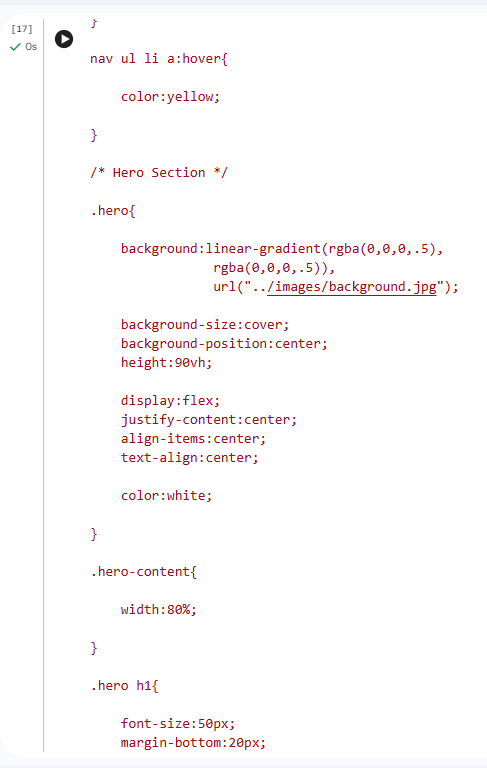 [17]
}
0s
nav ul li a:hover{
color:yellow;
}
/* Hero Section */
.hero{
background:linear-gradient(rgba(0,0,0,.5),
rgba(0,0,0,.5)),
url("../images/background.jpg");
background-size:cover;
background-position:center;
height:90vh;
display:flex;
justify-content:center;
align-items:center;
text-align:center;
color:white;
}
.hero-content{
width:80%;
}
.hero h1{
font-size:50px;
margin-bottom:20px;